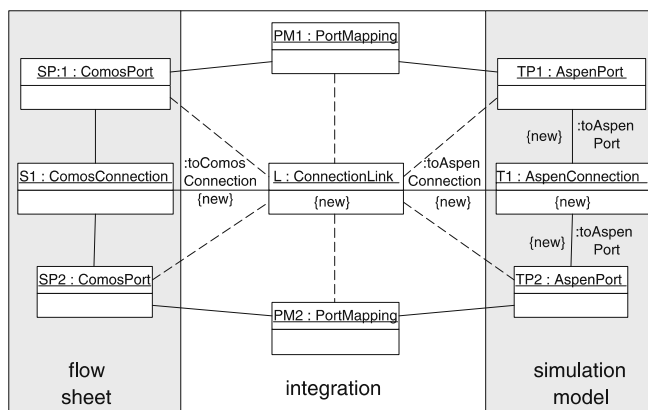 PM1 : PortMapping
SP:1 : ComosPort
TP1 : AspenPort
:toAspen
{new}
Port
:toComos
Connection
{new}
:toAspen
Connection
{new}
S1 : ComosConnection
L : ConnectionLink
{new}
T1 : AspenConnection
{new}
:toAspen
{new}
Port
SP2 : ComosPort
TP2 : AspenPort
PM2 : PortMapping
flow
sheet
integration
simulation
model